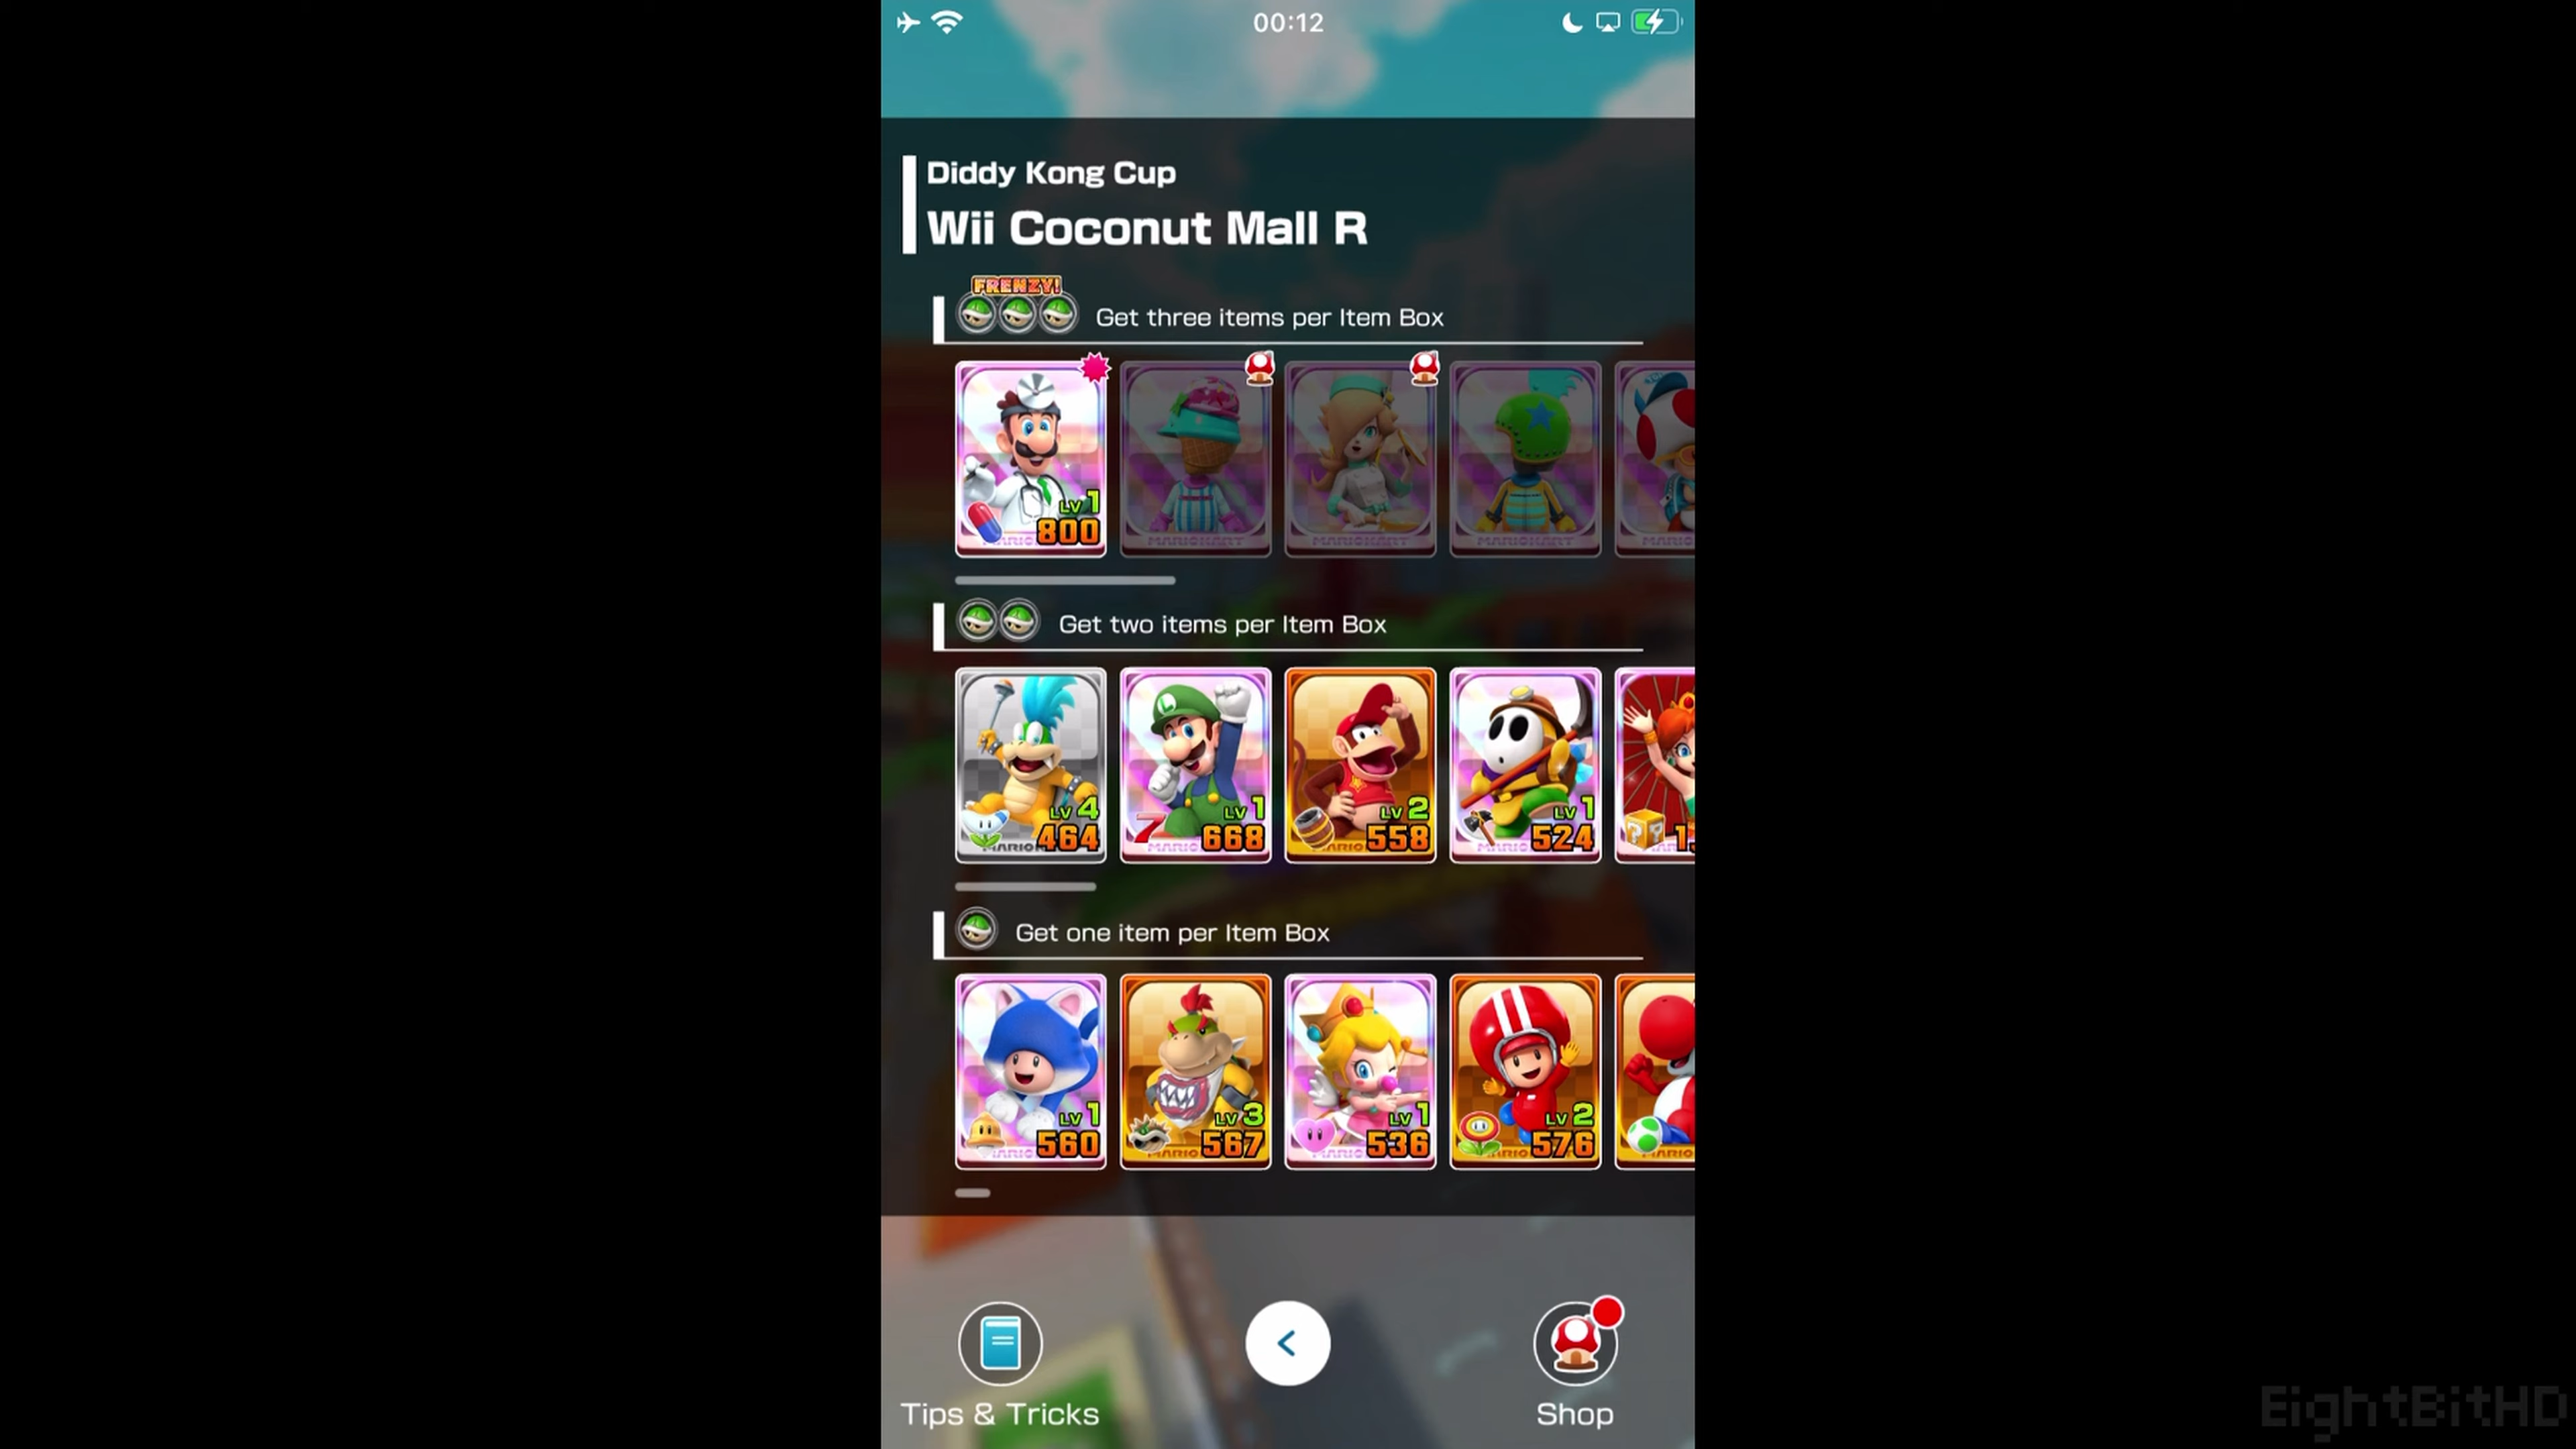 00:12
Diddy Kong Cup
Wii Coconut Mall R
FRENZY!
Get three items per Item Box
LV 1
800
MARIOKART
MARIOKART
MARIOKART
Get two items per Item Box
LV 4
464
LV 1
668
LV 2
558
LV 1
524
Get one item per Item Box
LV 1
560
LV 3
567
LV 1
536
LV 2
576
Tips & Tricks
Shop
EightBitHD